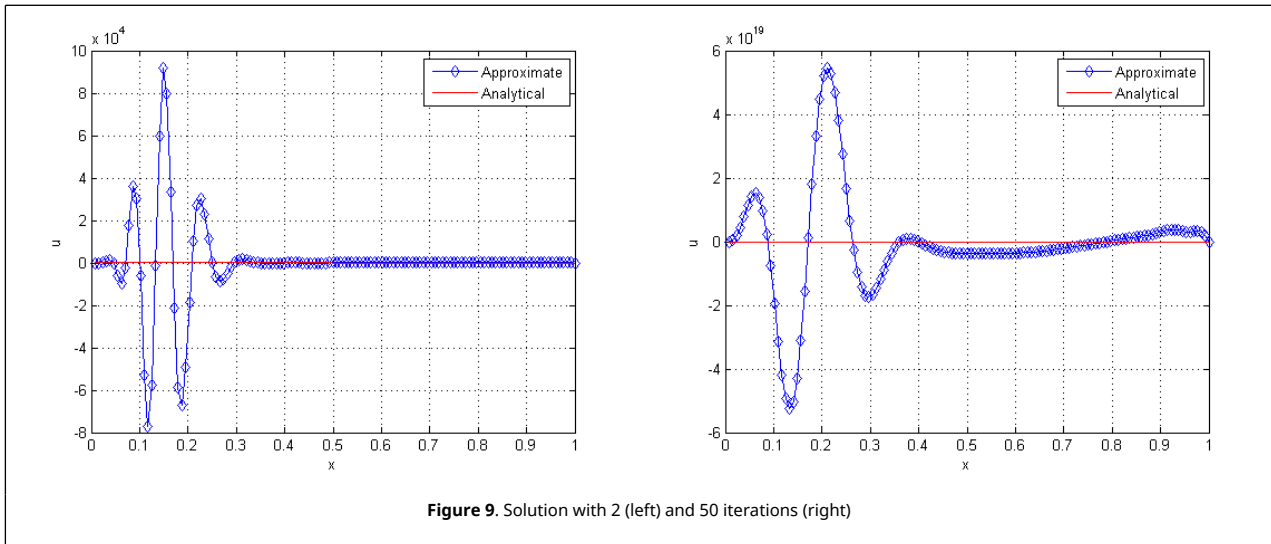 x 10^4
10
8
6
4
2
0
-2
-4
-6
-8
u
0 0.1 0.2 0.3 0.4 0.5 0.6 0.7 0.8 0.9 1
x
Approximate
Analytical
x 10^19
6
4
2
0
-2
-4
-6
u
0 0.1 0.2 0.3 0.4 0.5 0.6 0.7 0.8 0.9 1
x
Approximate
Analytical
Figure 9. Solution with 2 (left) and 50 iterations (right)